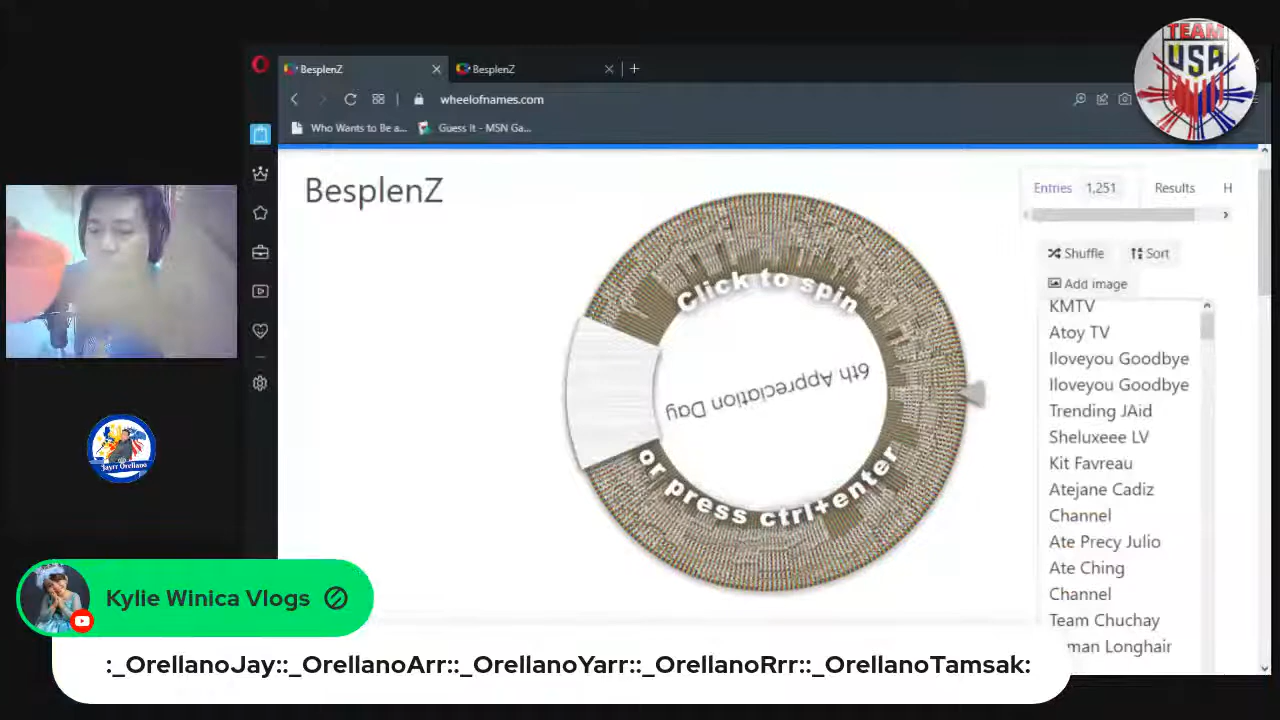 TEAM
USA
BesplenZ
BesplenZ
wheelofnames.com
Who Wants to Be a...
Guess It - MSN Ga...
BesplenZ
Entries 1,251
Results
H
Shuffle
Sort
Add image
Click to spin
6th Appreciation Day
or press ctrl+enter
KMTV
Atoy TV
Iloveyou Goodbye
Iloveyou Goodbye
Trending JAid
Sheluxeee LV
Kit Favreau
Atejane Cadiz
Channel
Ate Precy Julio
Ate Ching
Channel
Team Chuchay
man Longhair
Jayrr Orellano
Kylie Winica Vlogs
:_OrellanoJay::_OrellanoArr::_OrellanoYarr::_OrellanoRrr::_OrellanoTamsak: